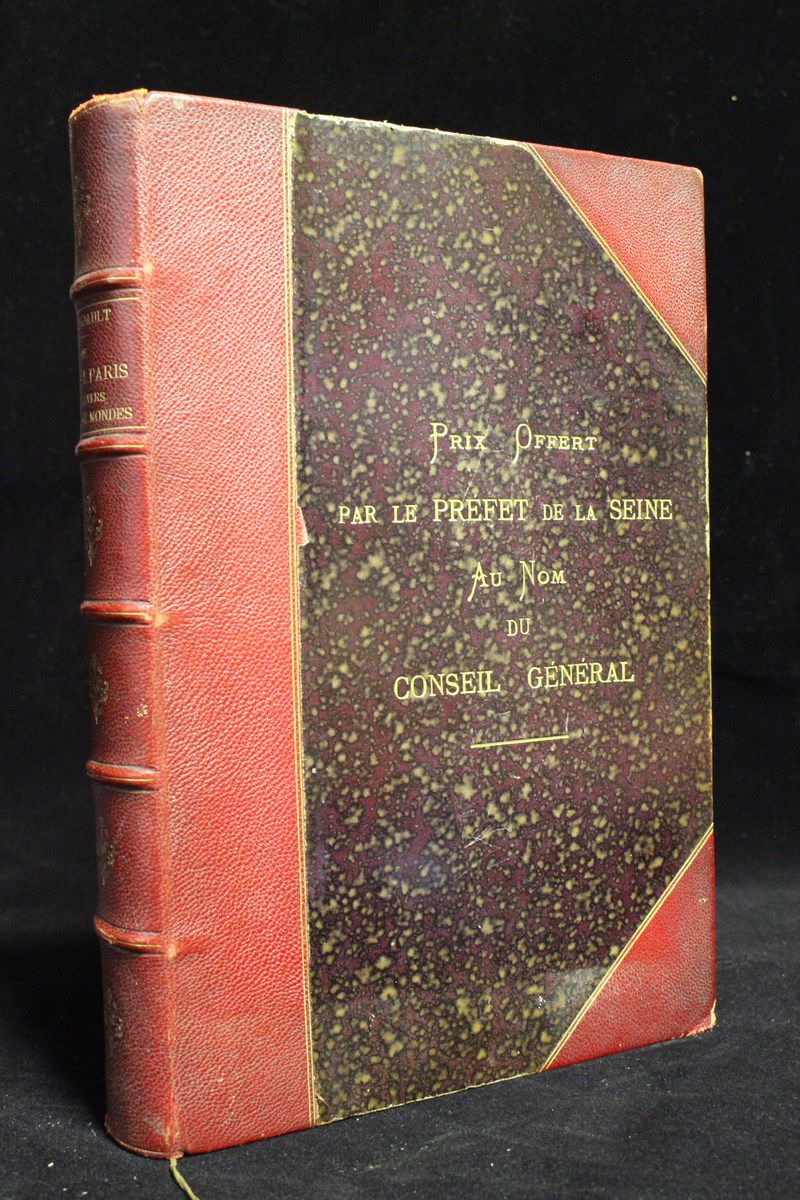 PARIS
MONDES
PRIX OFFERT
PAR LE PRÉFET DE LA SEINE
AU NOM
DU
CONSEIL GÉNÉRAL